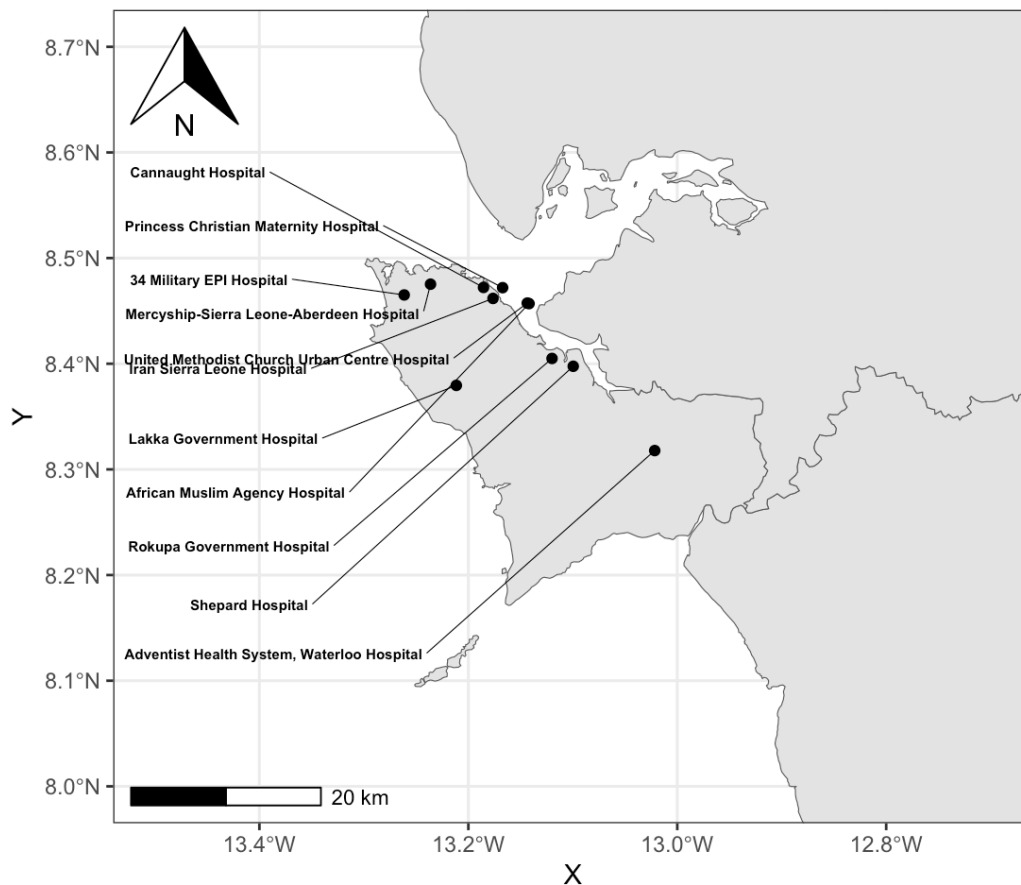 8.7°N
N
8.6°N
Cannaught Hospital
Princess Christian Maternity Hospital
8.5°N
34 Military EPI Hospital
Mercyship-Sierra Leone-Aberdeen Hospital
United Methodist Church Urban Centre Hospital
Iran Sierra Leone Hospital
8.4°N
Y
Lakka Government Hospital
8.3°N
African Muslim Agency Hospital
Rokupa Government Hospital
8.2°N
Shepard Hospital
Adventist Health System, Waterloo Hospital
8.1°N
8.0°N
20 km
13.4°W 13.2°W 13.0°W 12.8°W
X